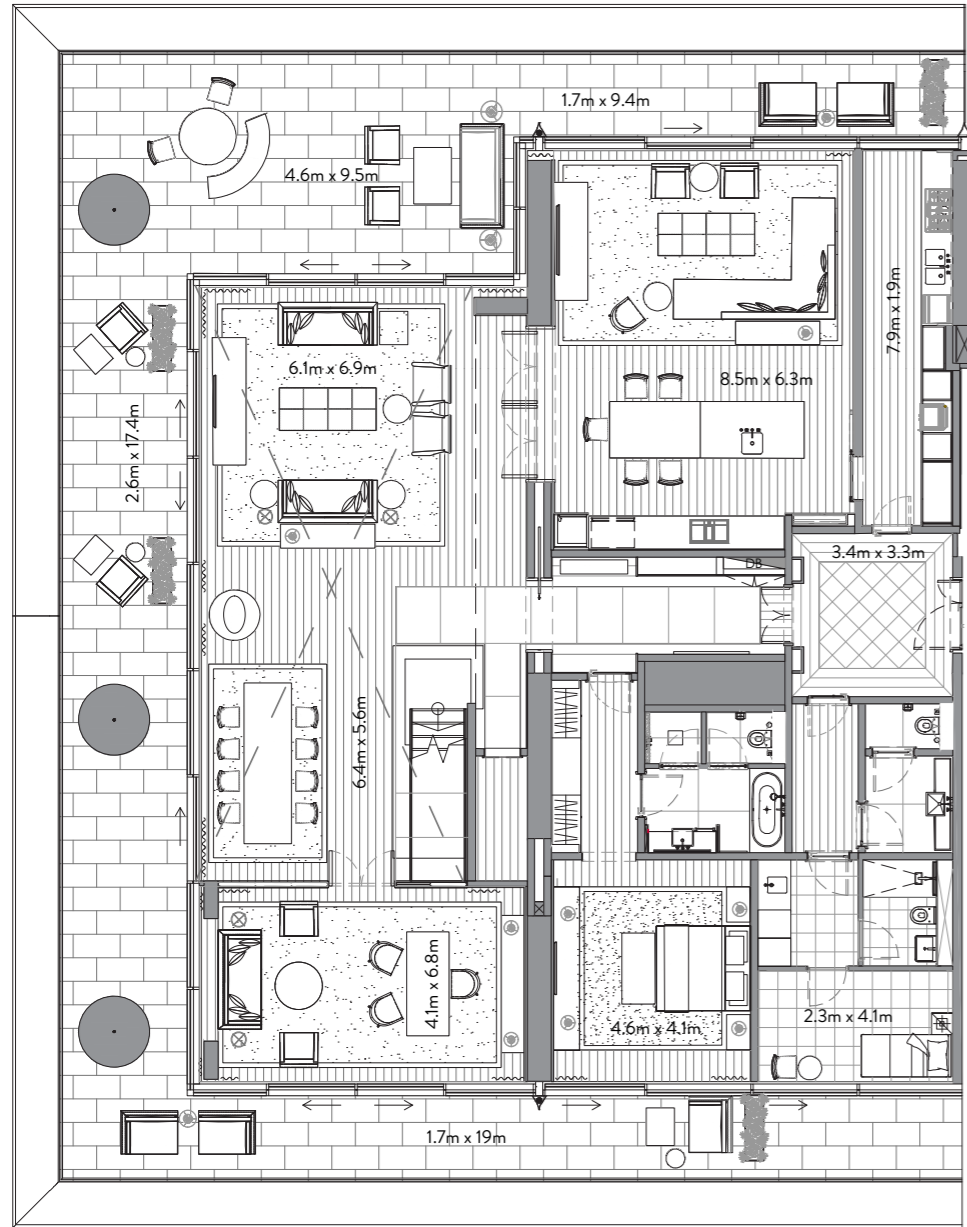 1.7m x 9.4m
4.6m x 9.5m
7.9m x 1.9m
6.1m x 6.9m
8.5m x 6.3m
2.6m x 17.4m
3.4m x 3.3m
DB
6.4m x 5.6m
4.1m x 6.8m
4.6m x 4.1m
2.3m x 4.1m
1.7m x 19m